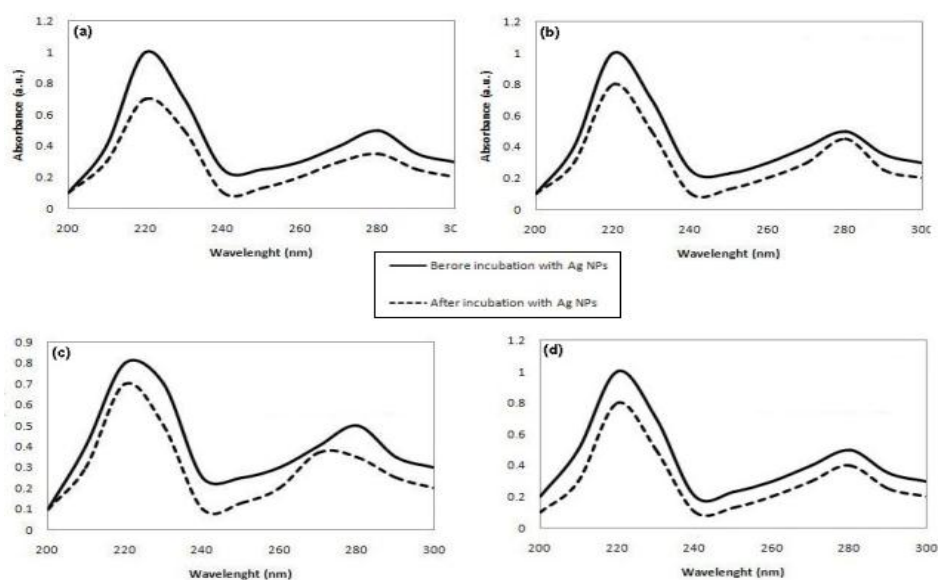 (a)
1.2
1
0.8
0.6
0.4
0.2
0
Absorbance (a.u.)
200 220 240 260 280 3C
Wavelenght (nm)
(b)
1.2
1
0.8
0.6
0.4
0.2
0
Absorbance (a.u.)
200 220 240 260 280 300
Wavelenght (nm)
Berore incubation with Ag NPs
After incubation with Ag NPs
(c)
0.9
0.8
0.7
0.6
0.5
0.4
0.3
0.2
0.1
0
200 220 240 260 280 300
Wavelenght (nm)
(d)
1.2
1
0.8
0.6
0.4
0.2
0
200 220 240 260 280 300
Wavelenght (nm)